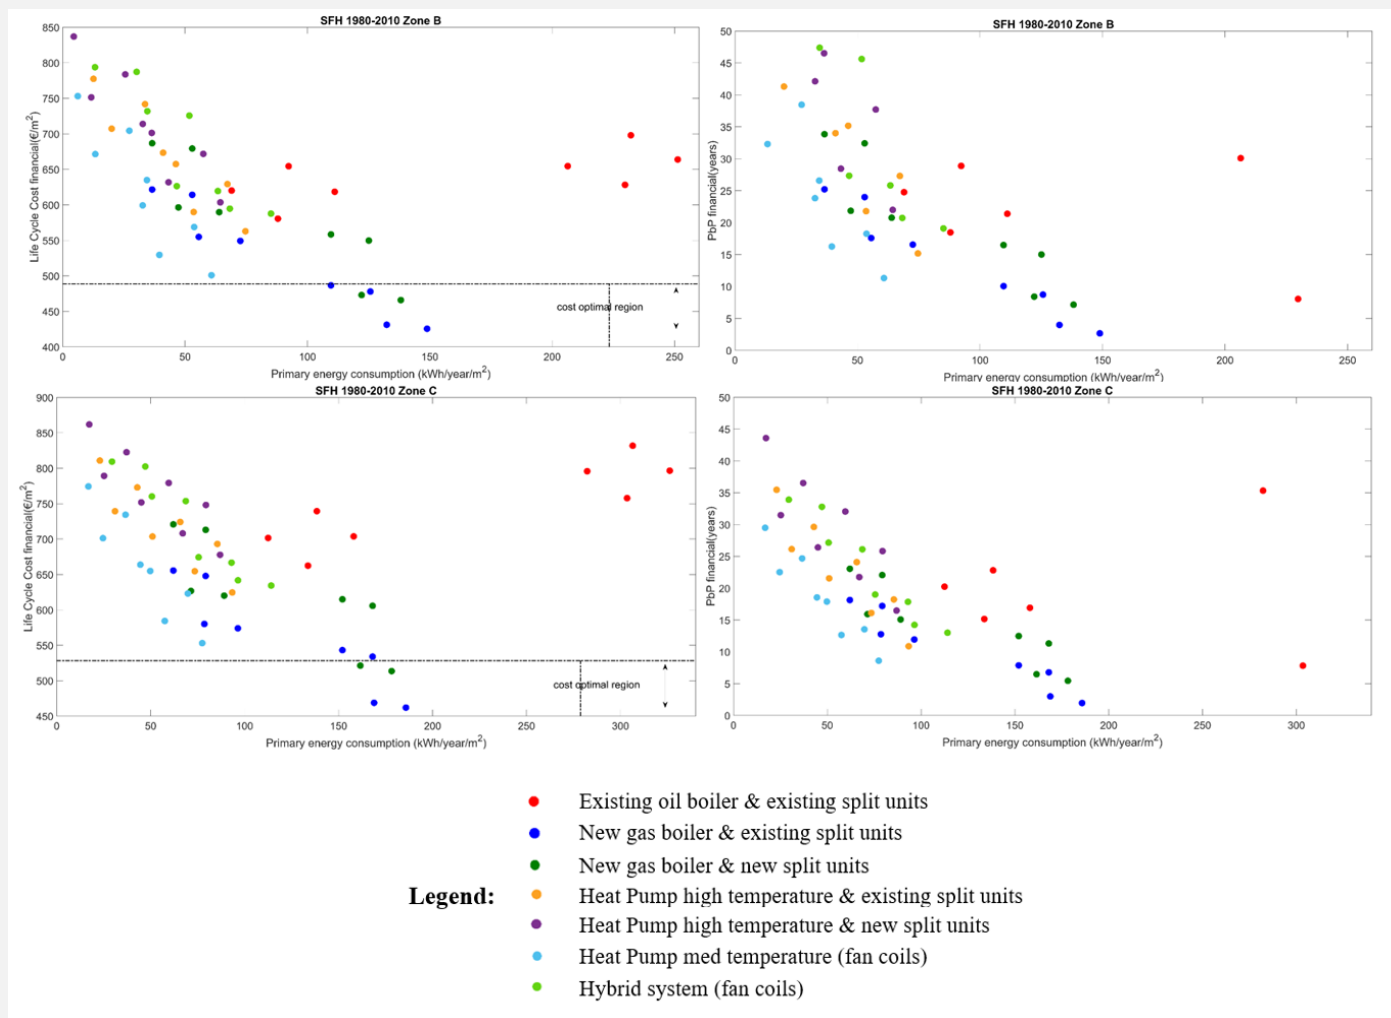 SFH 1980-2010 Zone B
850
800
750
700
650
600
550
500
450
400
Life Cycle Cost financial(€/m²)
cost optimal region
0 50 100 150 200 250
Primary energy consumption (kWh/year/m²)
SFH 1980-2010 Zone B
50
45
40
35
30
25
20
15
10
5
0
PbP financial(years)
0 50 100 150 200 250
Primary energy consumption (kWh/year/m²)
SFH 1980-2010 Zone C
900
850
800
750
700
650
600
550
500
450
Life Cycle Cost financial(€/m²)
cost optimal region
0 50 100 150 200 250 300
Primary energy consumption (kWh/year/m²)
SFH 1980-2010 Zone C
50
45
40
35
30
25
20
15
10
5
0
PbP financial(years)
0 50 100 150 200 250 300
Primary energy consumption (kWh/year/m²)
Legend:
Existing oil boiler & existing split units
New gas boiler & existing split units
New gas boiler & new split units
Heat Pump high temperature & existing split units
Heat Pump high temperature & new split units
Heat Pump med temperature (fan coils)
Hybrid system (fan coils)